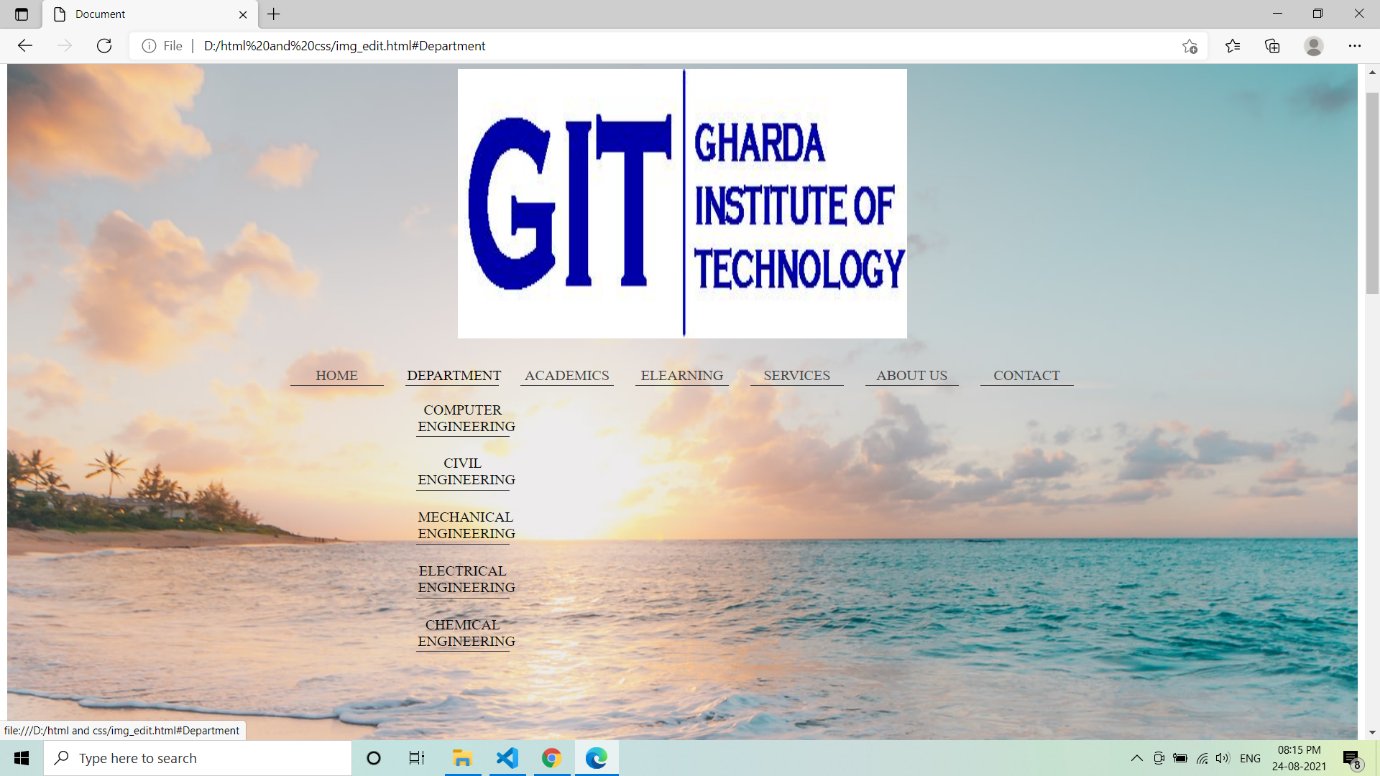 Document
File
D:/html%20and%20css/img_edit.html#Department
GIT
GHARDA
INSTITUTE OF
TECHNOLOGY
HOME DEPARTMENT ACADEMICS ELEARNING SERVICES ABOUT US CONTACT
COMPUTER
ENGINEERING
CIVIL
ENGINEERING
MECHANICAL
ENGINEERING
ELECTRICAL
ENGINEERING
CHEMICAL
ENGINEERING
file:///D:/html and css/img_edit.html#Department
Type here to search
ENG
08:15 PM
24-08-2021
8